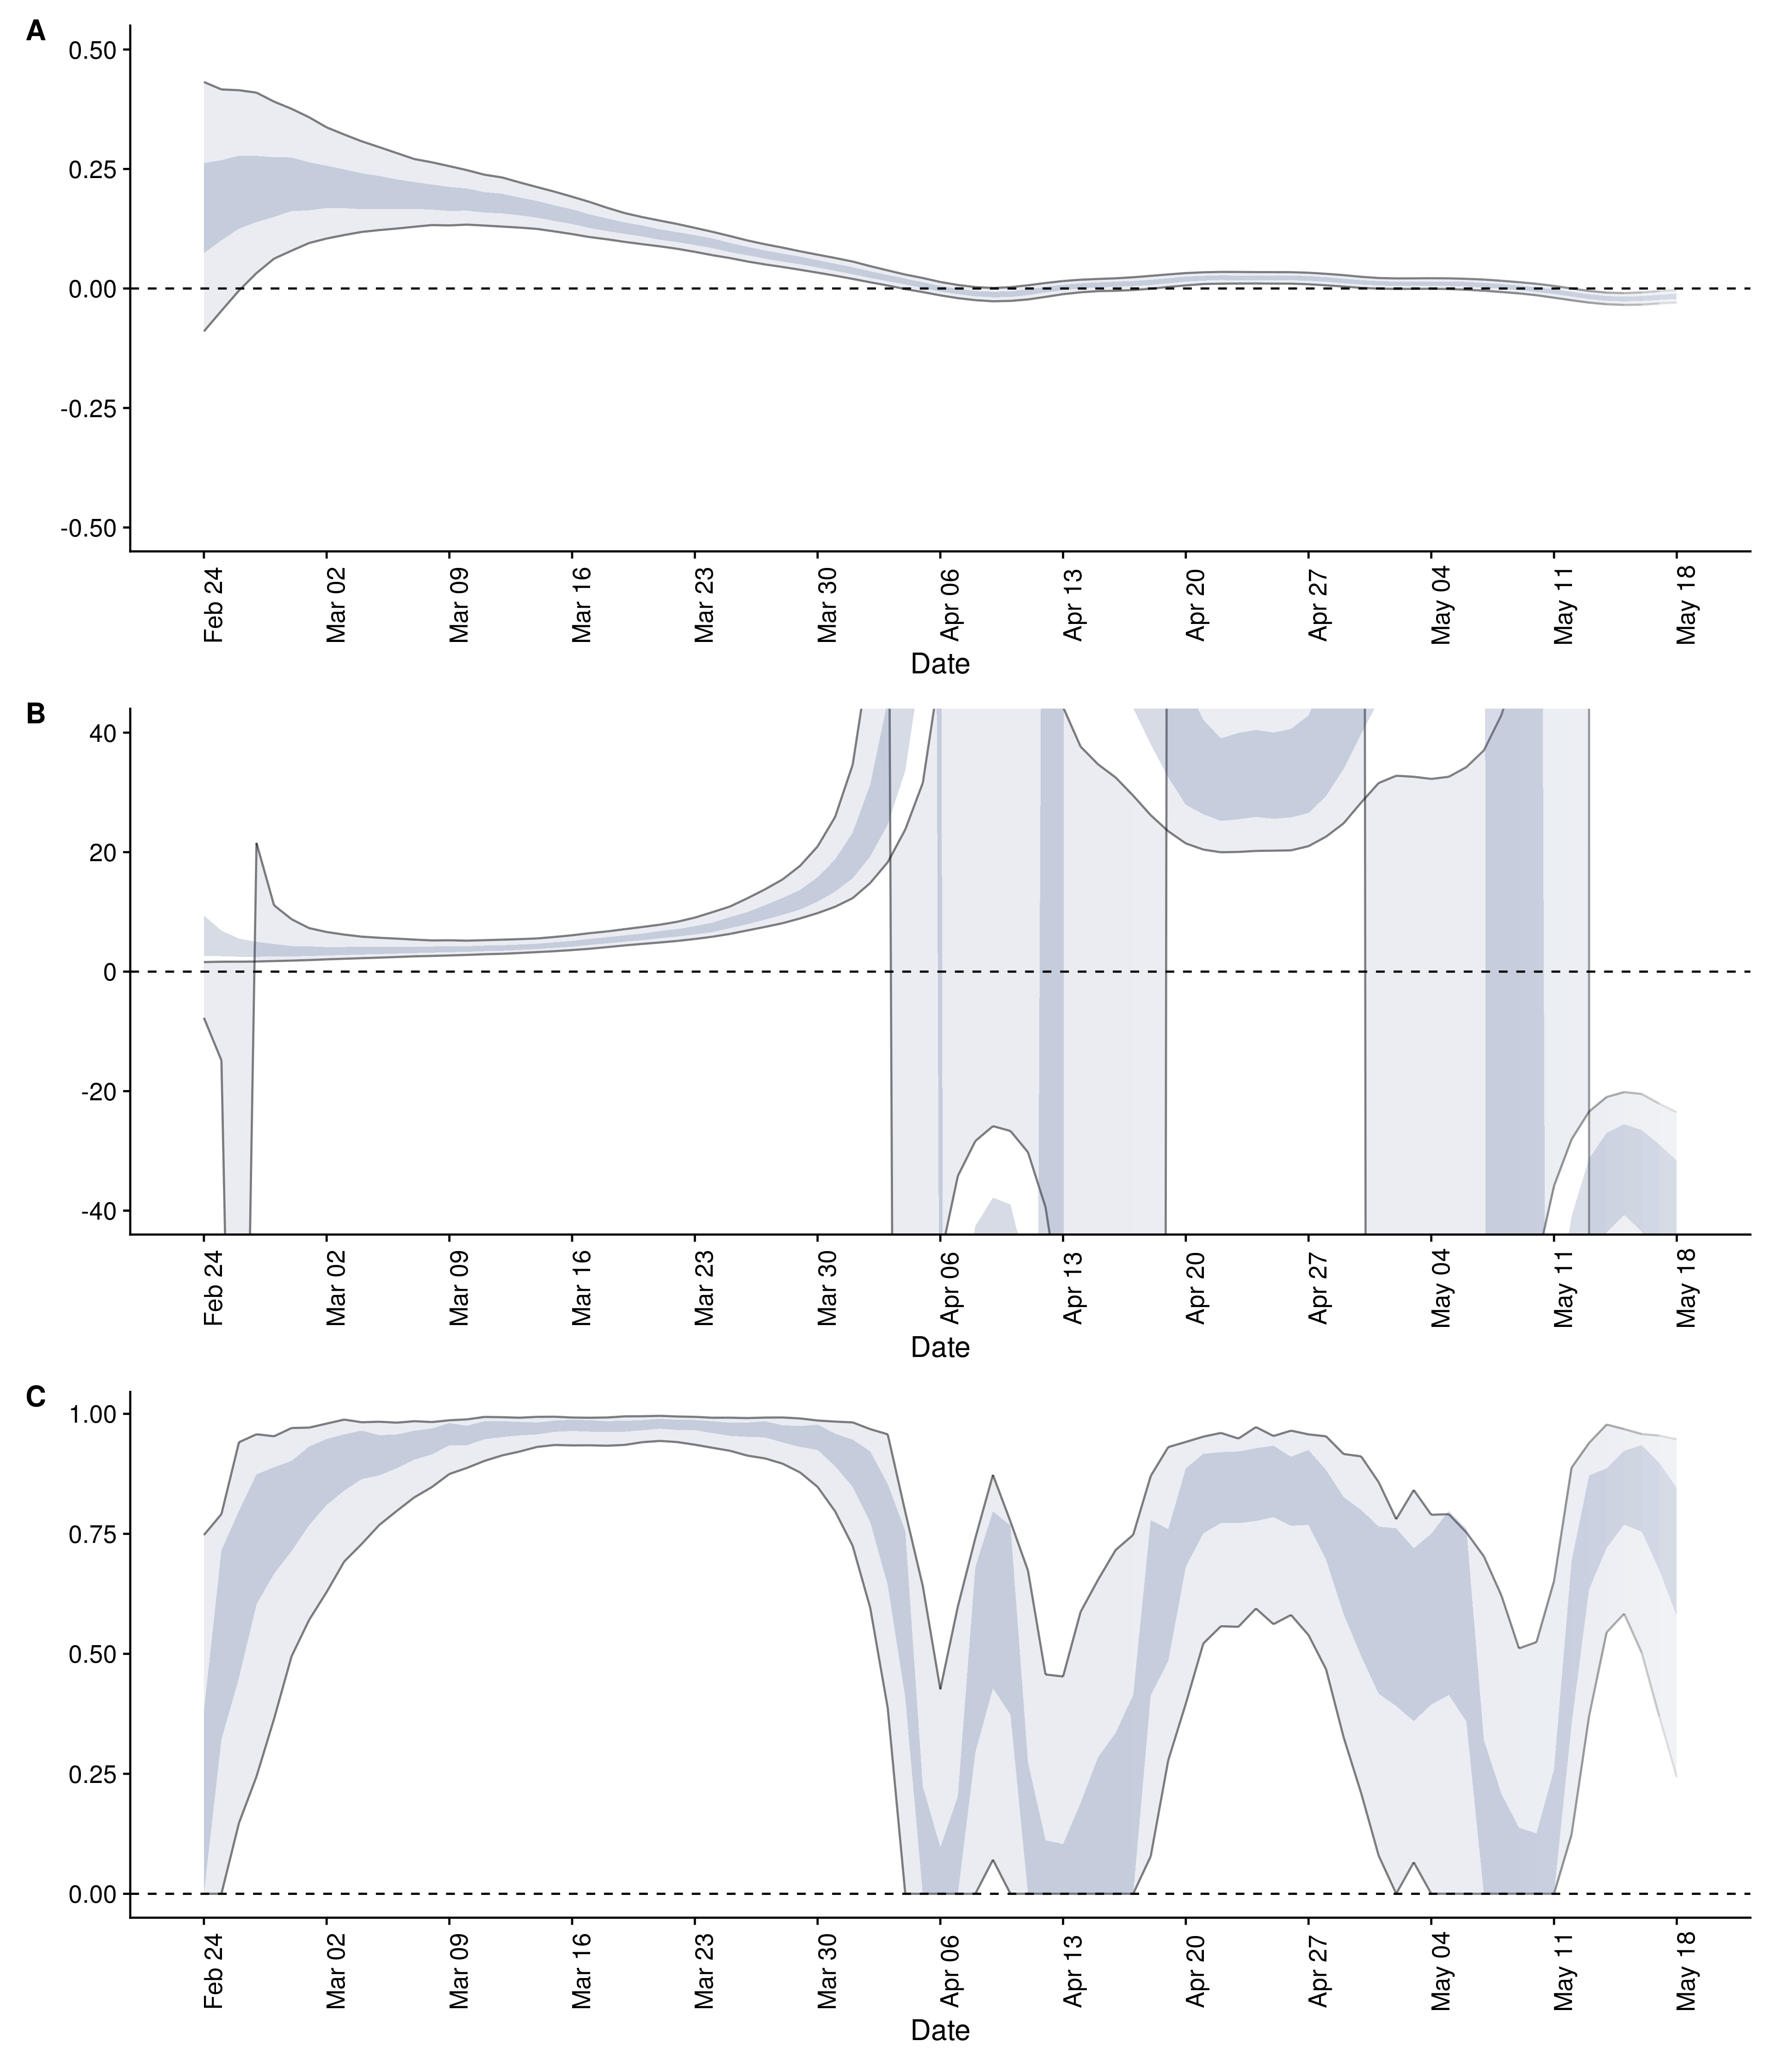 A
0.50
0.25
0.00
-0.25
-0.50
Feb 24
Mar 02
Mar 09
Mar 16
Mar 23
Mar 30
Apr 06
Apr 13
Apr 20
Apr 27
May 04
May 11
May 18
Date
B
40
20
0
-20
-40
Feb 24
Mar 02
Mar 09
Mar 16
Mar 23
Mar 30
Apr 06
Apr 13
Apr 20
Apr 27
May 04
May 11
May 18
Date
C
1.00
0.75
0.50
0.25
0.00
Feb 24
Mar 02
Mar 09
Mar 16
Mar 23
Mar 30
Apr 06
Apr 13
Apr 20
Apr 27
May 04
May 11
May 18
Date